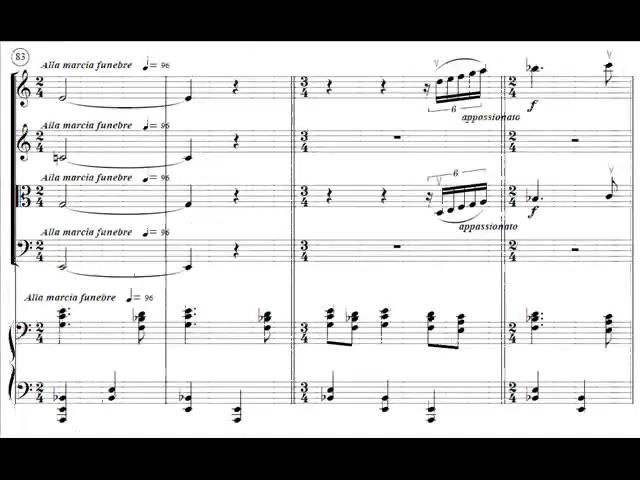 83
Alla marcia funebre ♩= 96
Alla marcia funebre ♩= 96
6
appassionato
f
Alla marcia funebre ♩= 96
6
appassionato
f
Alla marcia funebre ♩= 96
Alla marcia funebre ♩= 96